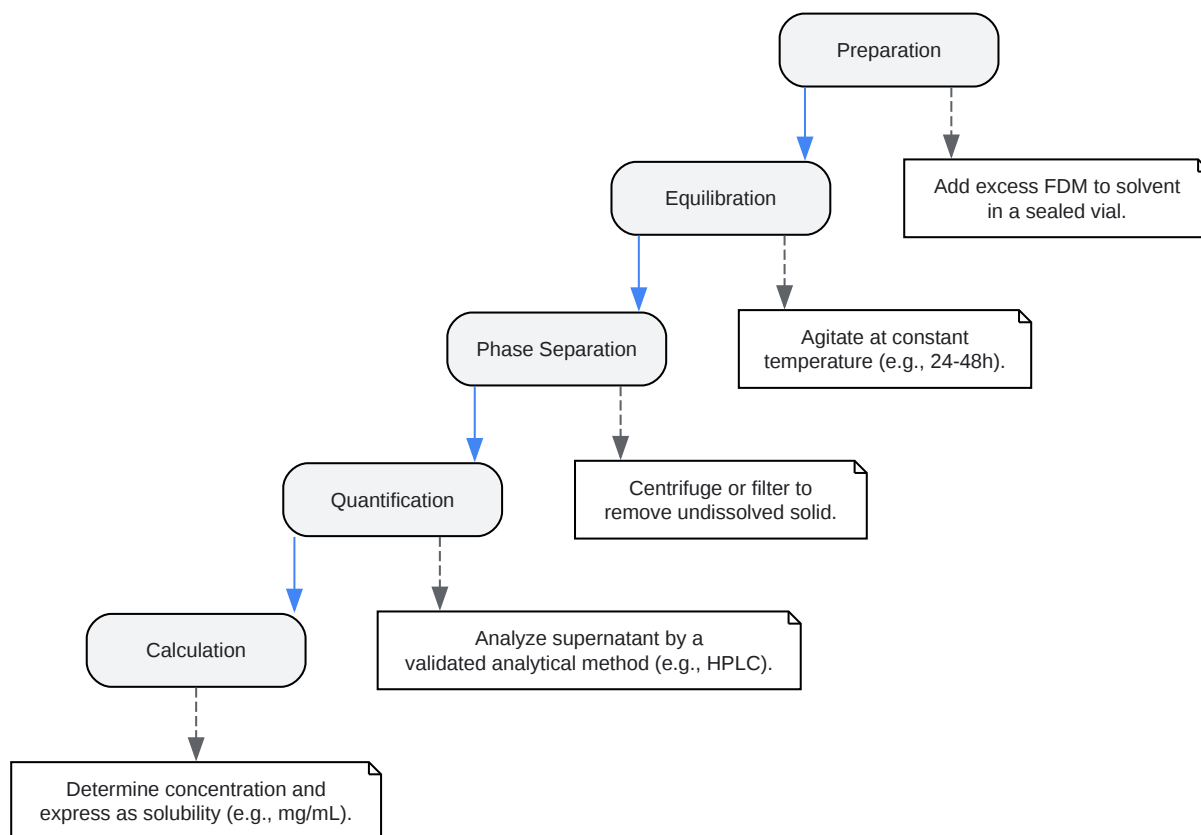 Preparation
Add excess FDM to solvent
in a sealed vial.
Equilibration
Agitate at constant
temperature (e.g., 24-48h).
Phase Separation
Centrifuge or filter to
remove undissolved solid.
Quantification
Analyze supernatant by a
validated analytical method (e.g., HPLC).
Calculation
Determine concentration and
express as solubility (e.g., mg/mL).